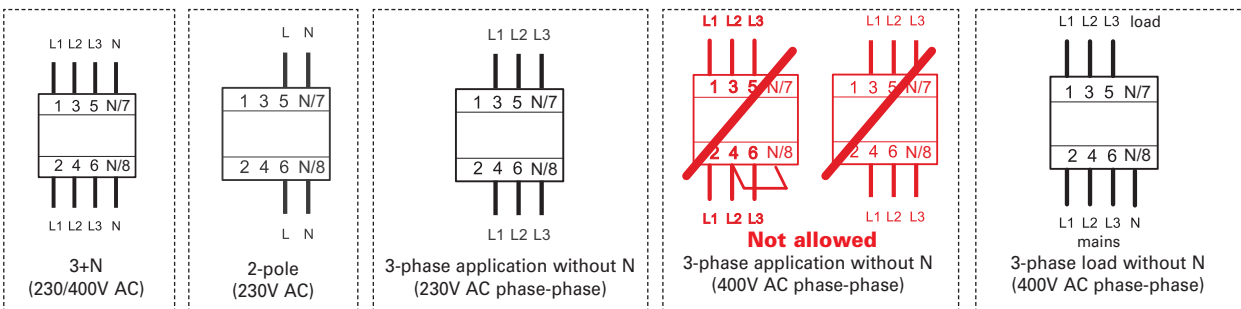 L1 L2 L3 N
1 3 5 N/7
2 4 6 N/8
L1 L2 L3 N
3+N
(230/400V AC)
L N
1 3 5 N/7
2 4 6 N/8
L N
2-pole
(230V AC)
L1 L2 L3
1 3 5 N/7
2 4 6 N/8
L1 L2 L3
3-phase application without N
(230V AC phase-phase)
L1 L2 L3
1 3 5 N/7
2 4 6 N/8
L1 L2 L3
L1 L2 L3
1 3 5 N/7
2 4 6 N/8
L1 L2 L3
Not allowed
3-phase application without N
(400V AC phase-phase)
L1 L2 L3 load
1 3 5 N/7
2 4 6 N/8
L1 L2 L3 N
mains
3-phase load without N
(400V AC phase-phase)